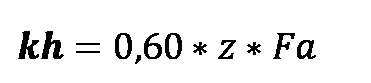 kh = 0,60 * z * Fa